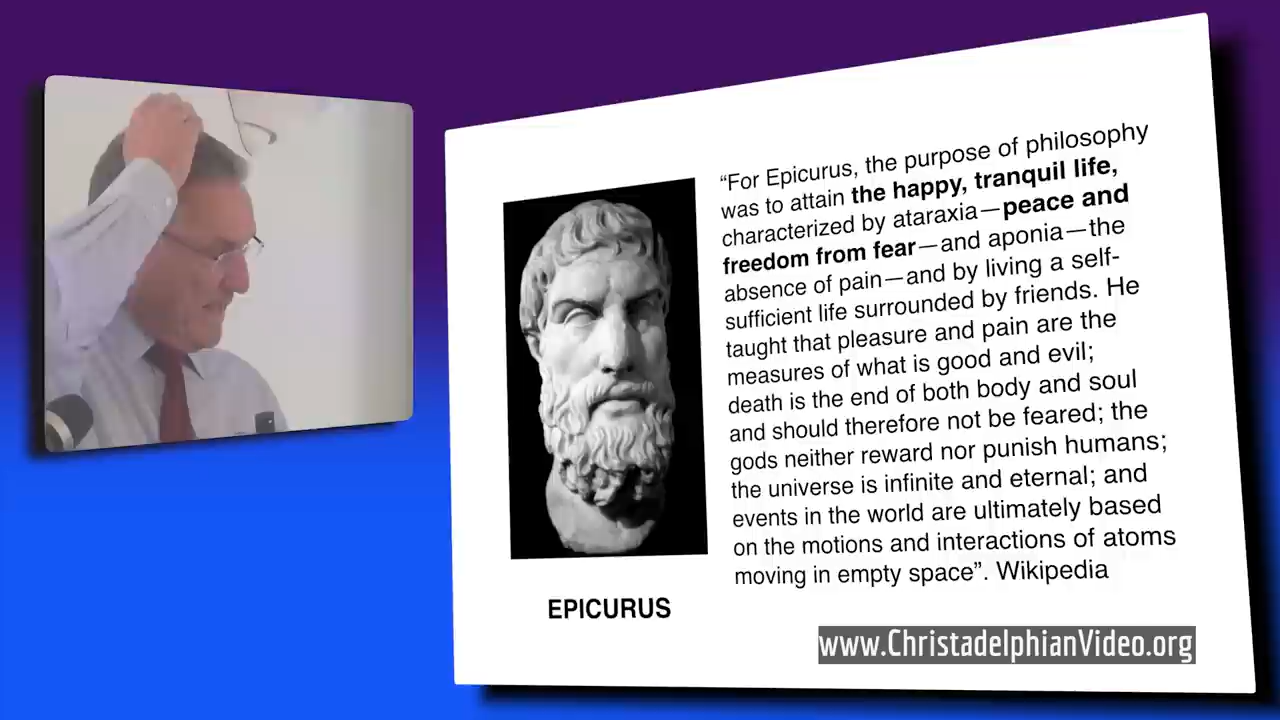 “For Epicurus, the purpose of philosophy
was to attain the happy, tranquil life,
characterized by ataraxia—peace and
freedom from fear—and aponia—the
absence of pain—and by living a self-
sufficient life surrounded by friends. He
taught that pleasure and pain are the
measures of what is good and evil;
death is the end of both body and soul
and should therefore not be feared; the
gods neither reward nor punish humans;
the universe is infinite and eternal; and
events in the world are ultimately based
on the motions and interactions of atoms
moving in empty space”. Wikipedia
EPICURUS
www.ChristadelphianVideo.org